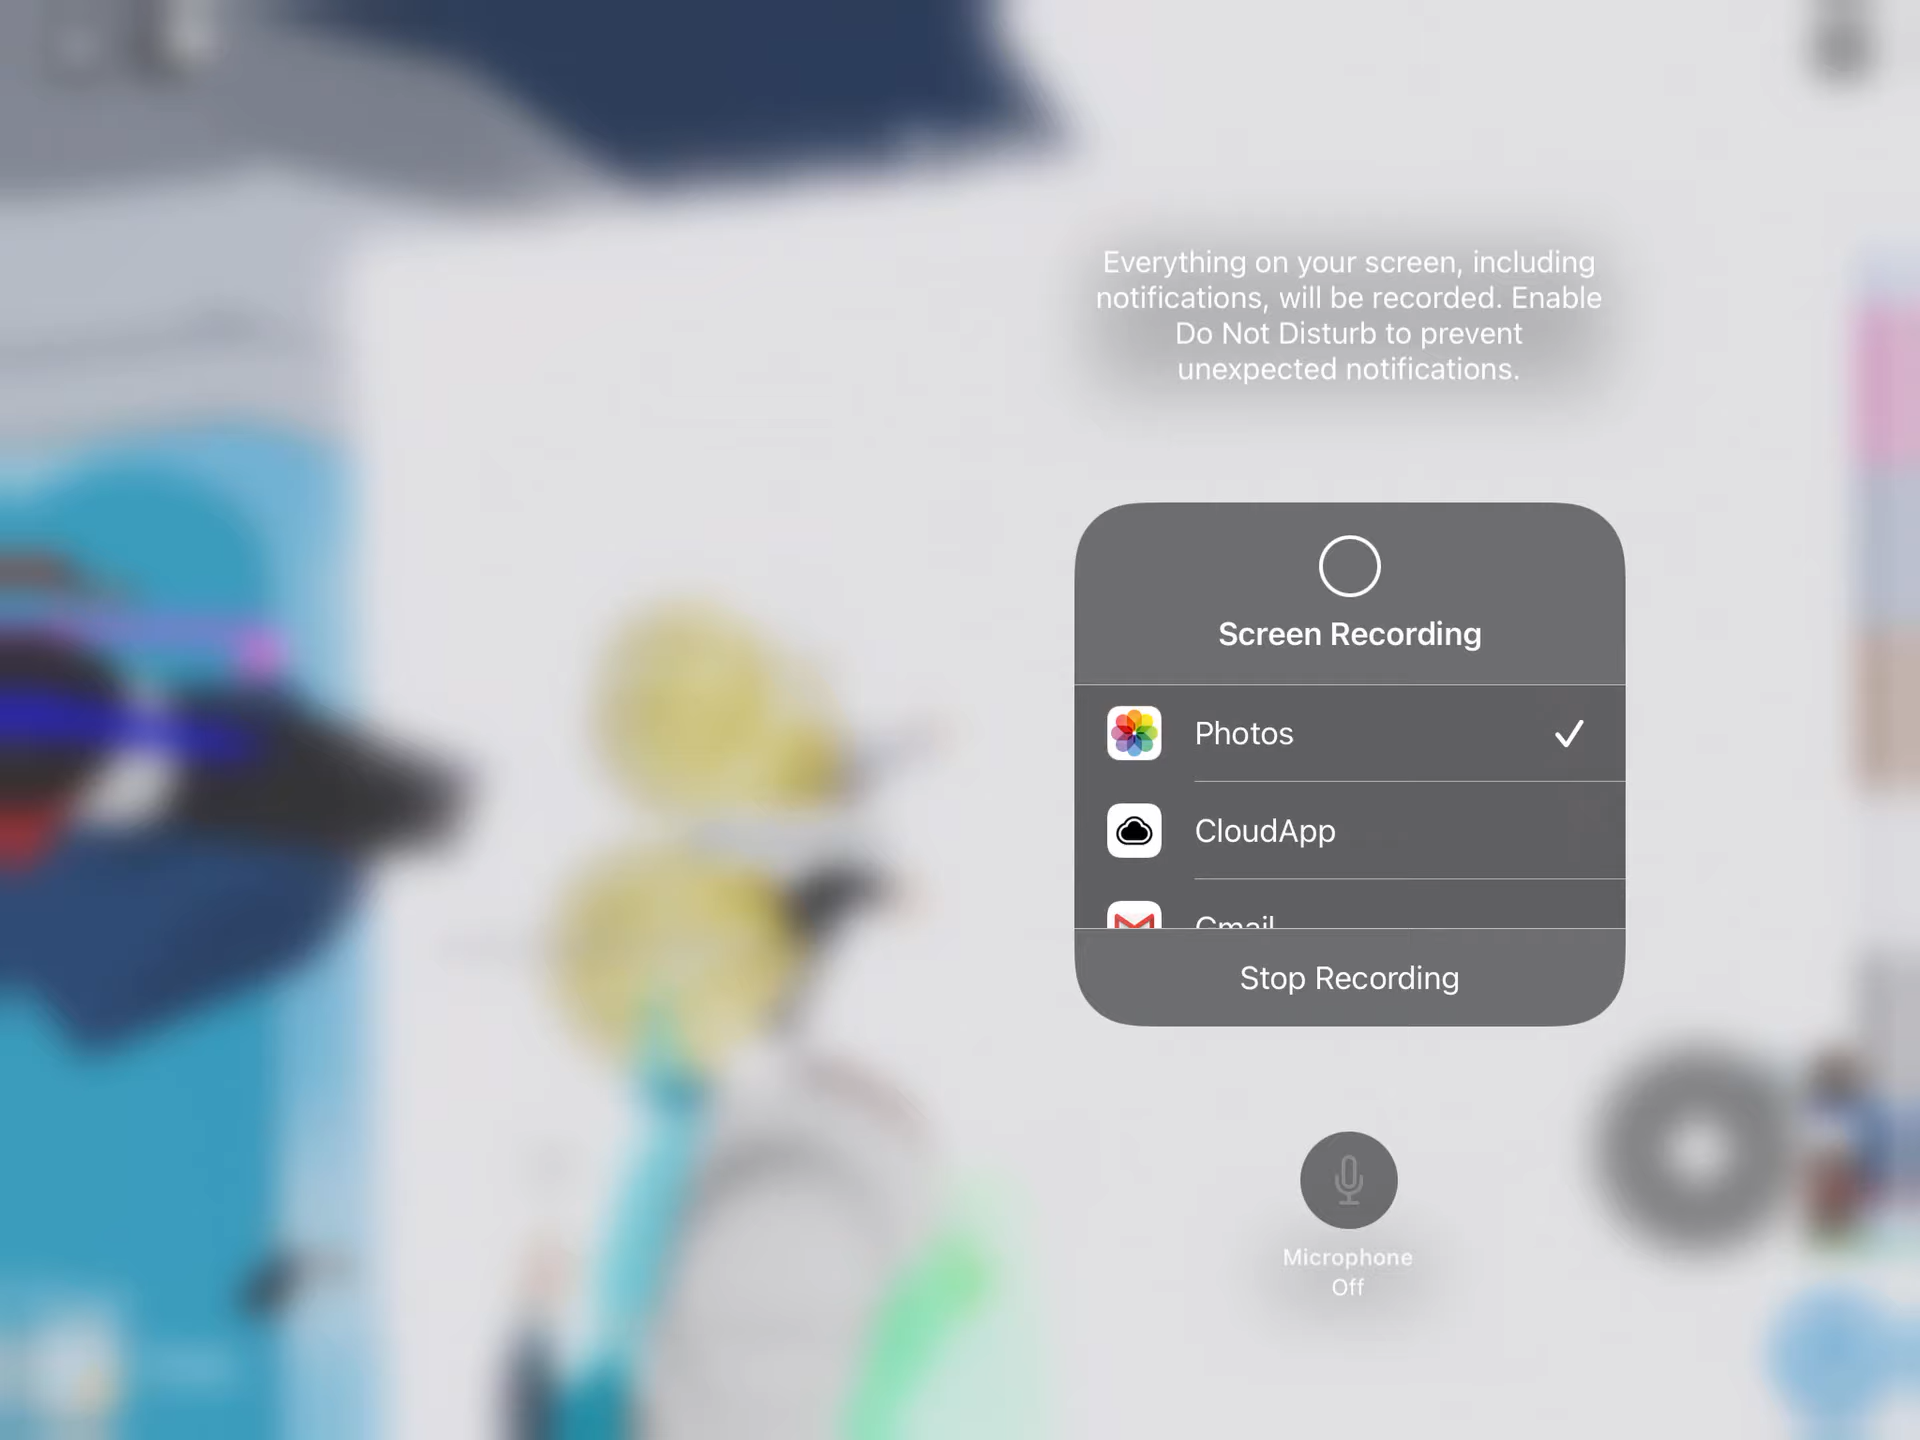 Everything on your screen, including
notifications, will be recorded. Enable
Do Not Disturb to prevent
unexpected notifications.
Screen Recording
Photos
CloudApp
Gmail
Stop Recording
Microphone
Off